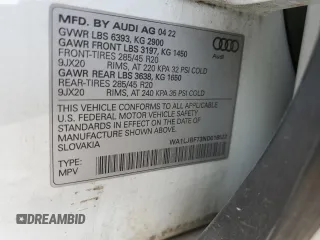 MFD. BY AUDI AG 04 22
GVWR LBS 6393, KG 2900
GAWR FRONT LBS 3197, KG 1450
FRONT-TIRES 285/45 R20
9JX20 RIMS, AT 220 KPA 32 PSI COLD
GAWR REAR LBS 3638, KG 1650
REAR-TIRES 285/45 R20
9JX20 RIMS, AT 240 KPA 35 PSI COLD
Audi
THIS VEHICLE CONFORMS TO ALL APPLICABLE
U.S. FEDERAL MOTOR VEHICLE SAFETY
STANDARDS IN EFFECT ON THE DATE OF
MANUFACTURE SHOWN ABOVE.
SLOVAKIA
TYPE:
MPV
AUTOBIDMASTER